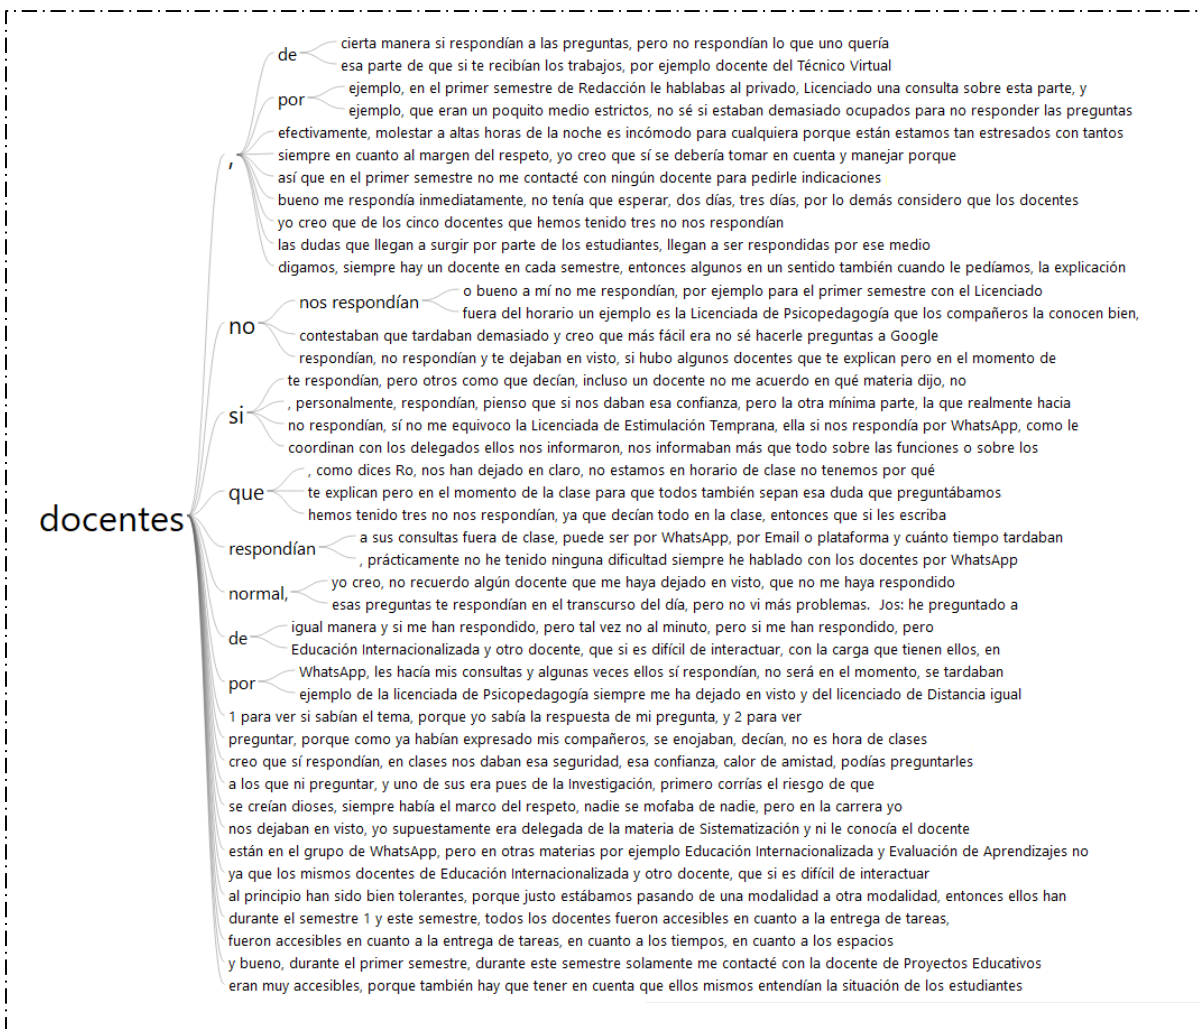 de
cierta manera si respondían a las preguntas, pero no respondían lo que uno quería
esa parte de que si te recibían los trabajos, por ejemplo docente del Técnico Virtual
por
ejemplo, en el primer semestre de Redacción le hablabas al privado, Licenciado una consulta sobre esta parte, y
ejemplo, que eran un poquito medio estrictos, no sé si estaban demasiado ocupados para no responder las preguntas
,
efectivamente, molestar a altas horas de la noche es incómodo para cualquiera porque están estamos tan estresados con tantos
siempre en cuanto al margen del respeto, yo creo que sí se debería tomar en cuenta y manejar porque
así que en el primer semestre no me contacté con ningún docente para pedirle indicaciones
bueno me respondía inmediatamente, no tenía que esperar, dos días, tres días, por lo demás considero que los docentes
yo creo que de los cinco docentes que hemos tenido tres no nos respondían
las dudas que llegan a surgir por parte de los estudiantes, llegan a ser respondidas por ese medio
digamos, siempre hay un docente en cada semestre, entonces algunos en un sentido también cuando le pedíamos, la explicación
no
nos respondían
o bueno a mí no me respondían, por ejemplo para el primer semestre con el Licenciado
fuera del horario un ejemplo es la Licenciada de Psicopedagogía que los compañeros la conocen bien,
contestaban que tardaban demasiado y creo que más fácil era no sé hacerle preguntas a Google
respondían, no respondían y te dejaban en visto, si hubo algunos docentes que te explican pero en el momento de
si
te respondían, pero otros como que decían, incluso un docente no me acuerdo en qué materia dijo, no
, personalmente, respondían, pienso que si nos daban esa confianza, pero la otra mínima parte, la que realmente hacia
no respondían, sí no me equivoco la Licenciada de Estimulación Temprana, ella si nos respondía por WhatsApp, como le
coordinan con los delegados ellos nos informaron, nos informaban más que todo sobre las funciones o sobre los
que
, como dices Ro, nos han dejado en claro, no estamos en horario de clase no tenemos por qué
te explican pero en el momento de la clase para que todos también sepan esa duda que preguntábamos
hemos tenido tres no nos respondían, ya que decían todo en la clase, entonces que si les escriba
docentes
respondían
a sus consultas fuera de clase, puede ser por WhatsApp, por Email o plataforma y cuánto tiempo tardaban
, prácticamente no he tenido ninguna dificultad siempre he hablado con los docentes por WhatsApp
normal,
yo creo, no recuerdo algún docente que me haya dejado en visto, que no me haya respondido
esas preguntas te respondían en el transcurso del día, pero no vi más problemas. Jos: he preguntado a
de
igual manera y si me han respondido, pero tal vez no al minuto, pero si me han respondido, pero
Educación Internacionalizada y otro docente, que si es difícil de interactuar, con la carga que tienen ellos, en
por
WhatsApp, les hacía mis consultas y algunas veces ellos sí respondían, no será en el momento, se tardaban
ejemplo de la licenciada de Psicopedagogía siempre me ha dejado en visto y del licenciado de Distancia igual
1 para ver si sabían el tema, porque yo sabía la respuesta de mi pregunta, y 2 para ver
preguntar, porque como ya habían expresado mis compañeros, se enojaban, decían, no es hora de clases
creo que sí respondían, en clases nos daban esa seguridad, esa confianza, calor de amistad, podías preguntarles
a los que ni preguntar, y uno de sus era pues de la Investigación, primero corrías el riesgo de que
se creían dioses, siempre había el marco del respeto, nadie se mofaba de nadie, pero en la carrera yo
nos dejaban en visto, yo supuestamente era delegada de la materia de Sistematización y ni le conocía el docente
están en el grupo de WhatsApp, pero en otras materias por ejemplo Educación Internacionalizada y Evaluación de Aprendizajes no
ya que los mismos docentes de Educación Internacionalizada y otro docente, que si es difícil de interactuar
al principio han sido bien tolerantes, porque justo estábamos pasando de una modalidad a otra modalidad, entonces ellos han
durante el semestre 1 y este semestre, todos los docentes fueron accesibles en cuanto a la entrega de tareas,
fueron accesibles en cuanto a la entrega de tareas, en cuanto a los tiempos, en cuanto a los espacios
y bueno, durante el primer semestre, durante este semestre solamente me contacté con la docente de Proyectos Educativos
eran muy accesibles, porque también hay que tener en cuenta que ellos mismos entendían la situación de los estudiantes